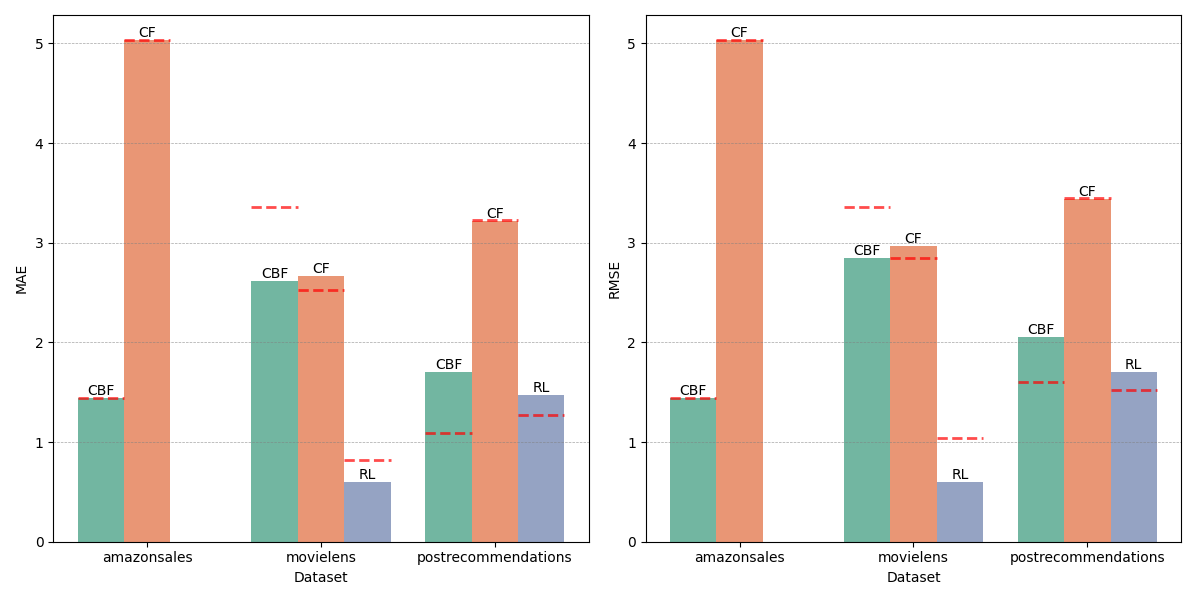 MAE
5
4
3
2
1
0
CBF
CF
CBF
CF
RL
CBF
CF
RL
amazonsales
movielens
postrecommendations
Dataset
RMSE
5
4
3
2
1
0
CBF
CF
CBF
CF
RL
CBF
CF
RL
amazonsales
movielens
postrecommendations
Dataset